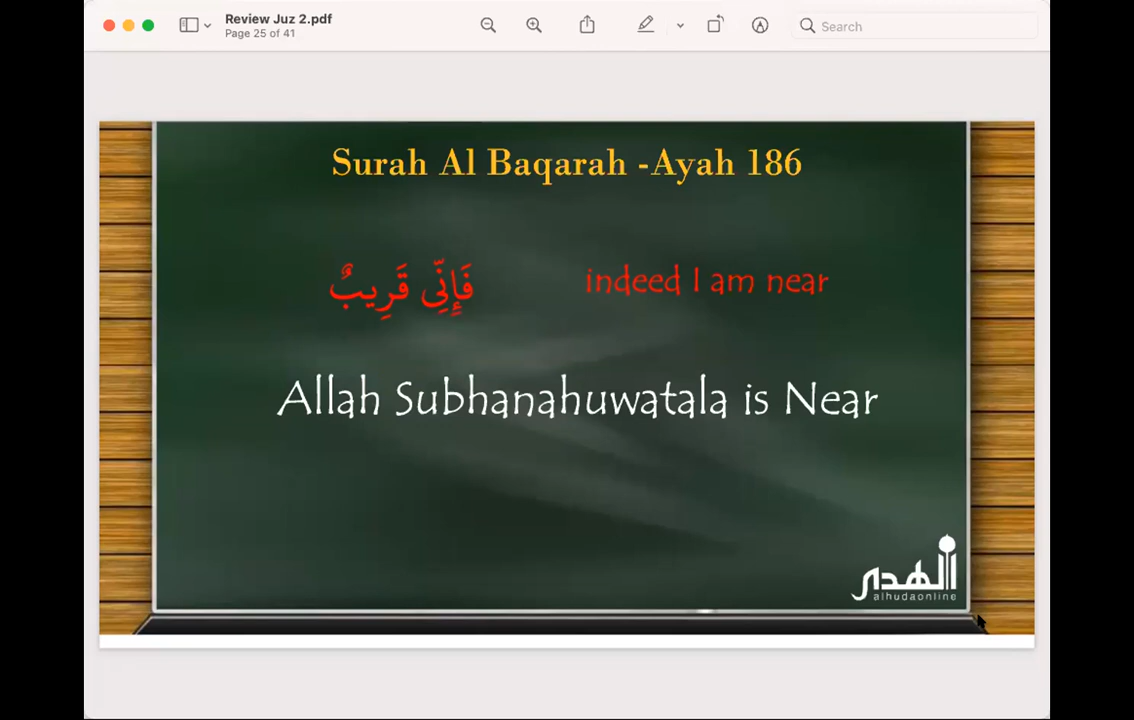 Review Juz 2.pdf
Page 25 of 41
Search
Surah Al Baqarah -Ayah 186
فَإِنِّى قَرِيبٌ
indeed I am near
Allah Subhanahuwatala is Near
الهدى
alhudaonline